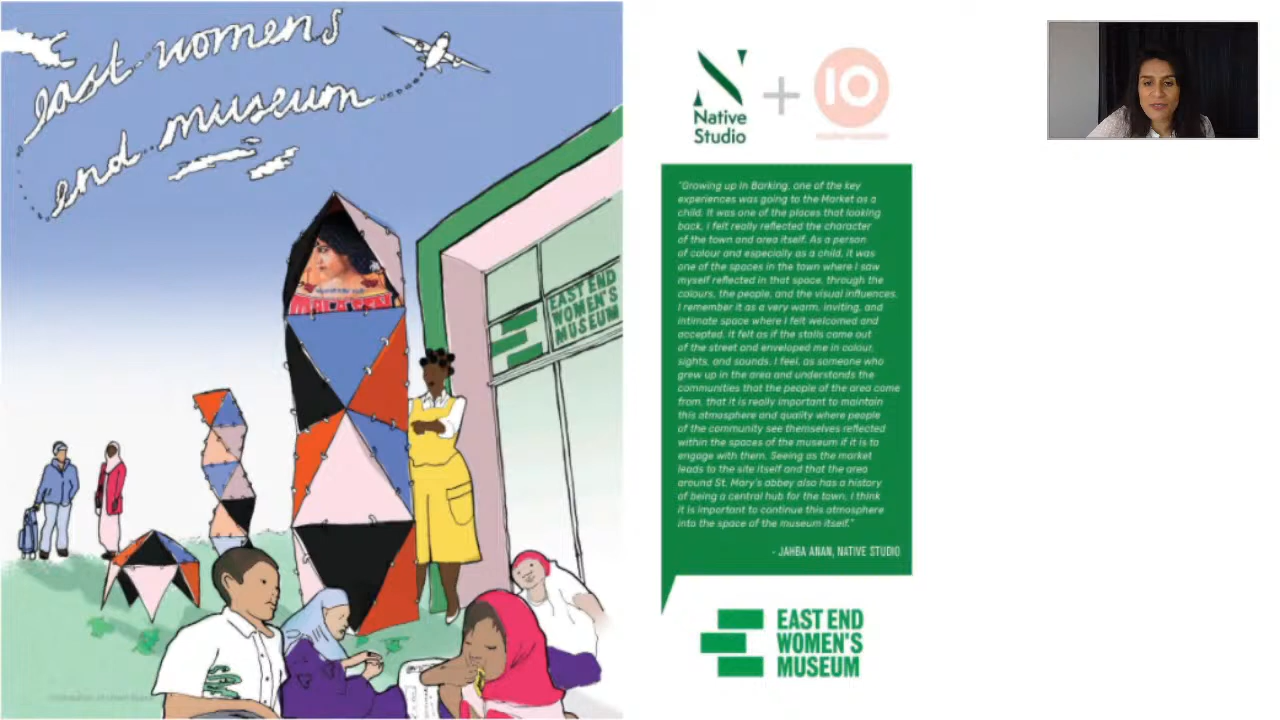 east womens
end museum
EAST END
WOMEN'S
MUSEUM
Native
Studio
+
10
"Growing up in Barking, one of the key
experiences was going to the Market as a
child. It was one of the places that looking
back, I felt really reflected the character
of the town and area itself. As a person
of colour and especially as a child, it was
one of the spaces in the town where I saw
myself reflected in that space, through the
colours, the people, and the visual influences.
I remember it as a very warm, inviting, and
intimate space where I felt welcomed and
accepted. It felt as if the stalls came out
of the street and enveloped me in colour,
sights, and sounds. I feel, as someone who
grew up in the area and understands the
communities that the people of the area come
from, that it is really important to maintain
this atmosphere and quality where people
of the community see themselves reflected
within the spaces of the museum if it is to
engage with them. Seeing as the market
leads to the site itself and that the area
around St. Mary's abbey also has a history
of being a central hub for the town, I think
it is important to continue this atmosphere
into the space of the museum itself."
- JAHBA ANAN, NATIVE STUDIO
EAST END
WOMEN'S
MUSEUM